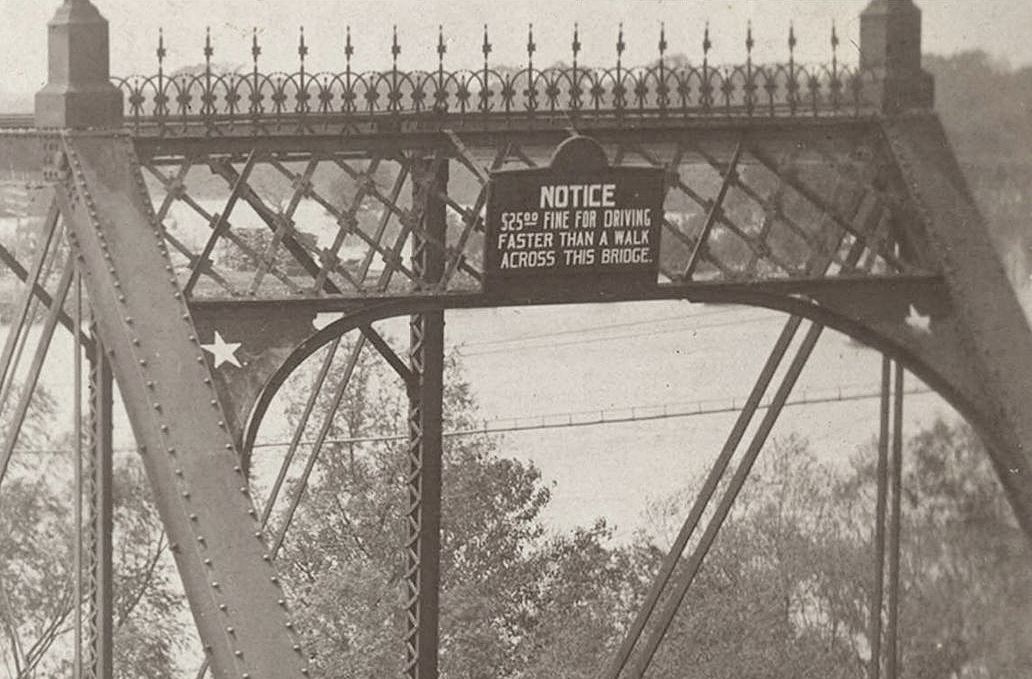 NOTICE
$25⁰⁰ FINE FOR DRIVING
FASTER THAN A WALK
ACROSS THIS BRIDGE.